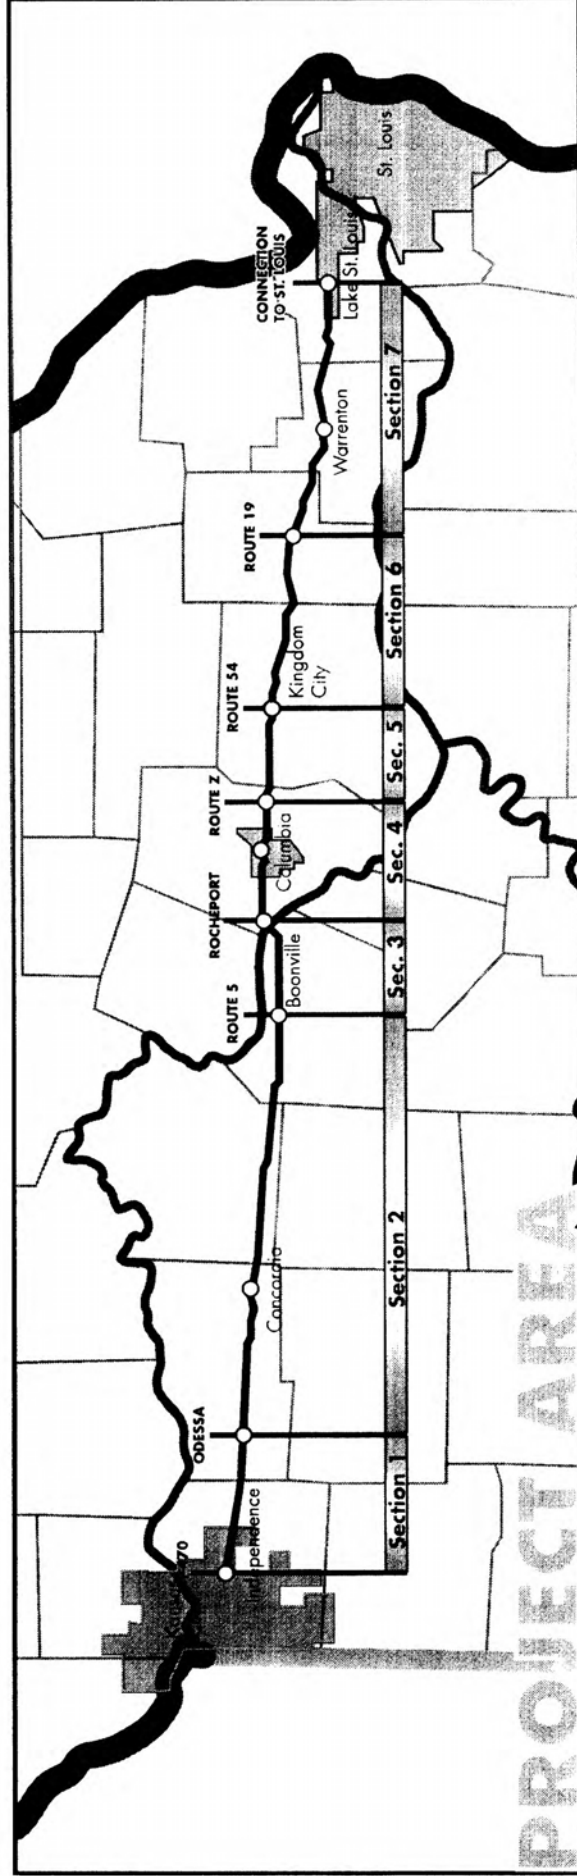 CONNECTION
TO ST. LOUIS
ROUTE 19
ROUTE 54
ROUTE Z
ROCHEPORT
ROUTE 5
ODESSA
470
St. Louis
Lake St. Louis
Warrenton
Kingdom
City
Columbia
Boonville
Concordia
Independence
Section 1
Section 2
Sec. 3
Sec. 4
Sec. 5
Section 6
Section 7
PROJECT AREA